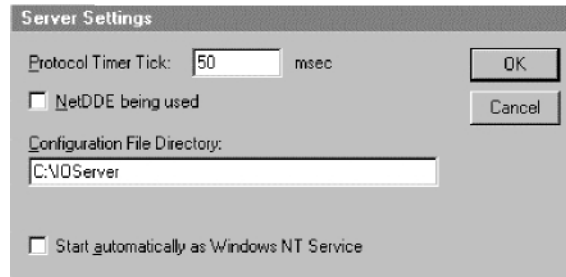 Server Settings
Protocol Timer Tick: 50 msec
OK
NetDDE being used
Cancel
Configuration File Directory:
C:\IOServer
Start automatically as Windows NT Service